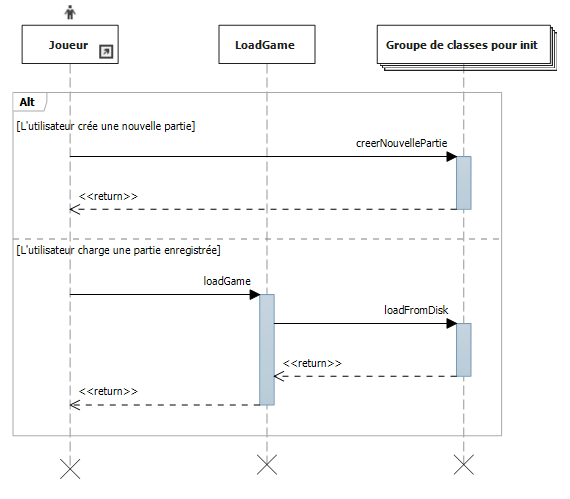 Joueur
LoadGame
Groupe de classes pour init
Alt
[L'utilisateur crée une nouvelle partie]
creerNouvellePartie
<<return>>
[L'utilisateur charge une partie enregistrée]
loadGame
loadFromDisk
<<return>>
<<return>>